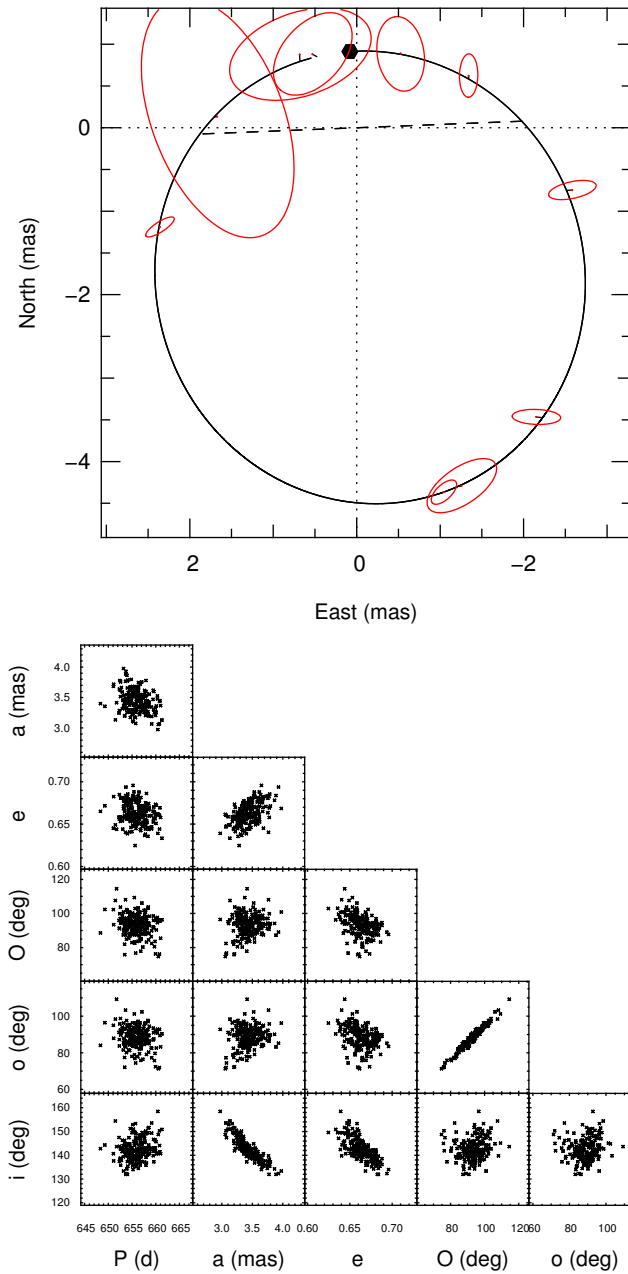 0
−2
−4
North (mas)
2
0
−2
East (mas)
4.0
3.5
3.0
a (mas)
0.70
0.65
0.60
e
120
100
80
O (deg)
100
80
60
o (deg)
160
150
140
130
120
i (deg)
645 650 655 660 665
3.0 3.5 4.0
0.60 0.65 0.70
80 100 120
60 80 100
P (d)
a (mas)
e
O (deg)
o (deg)